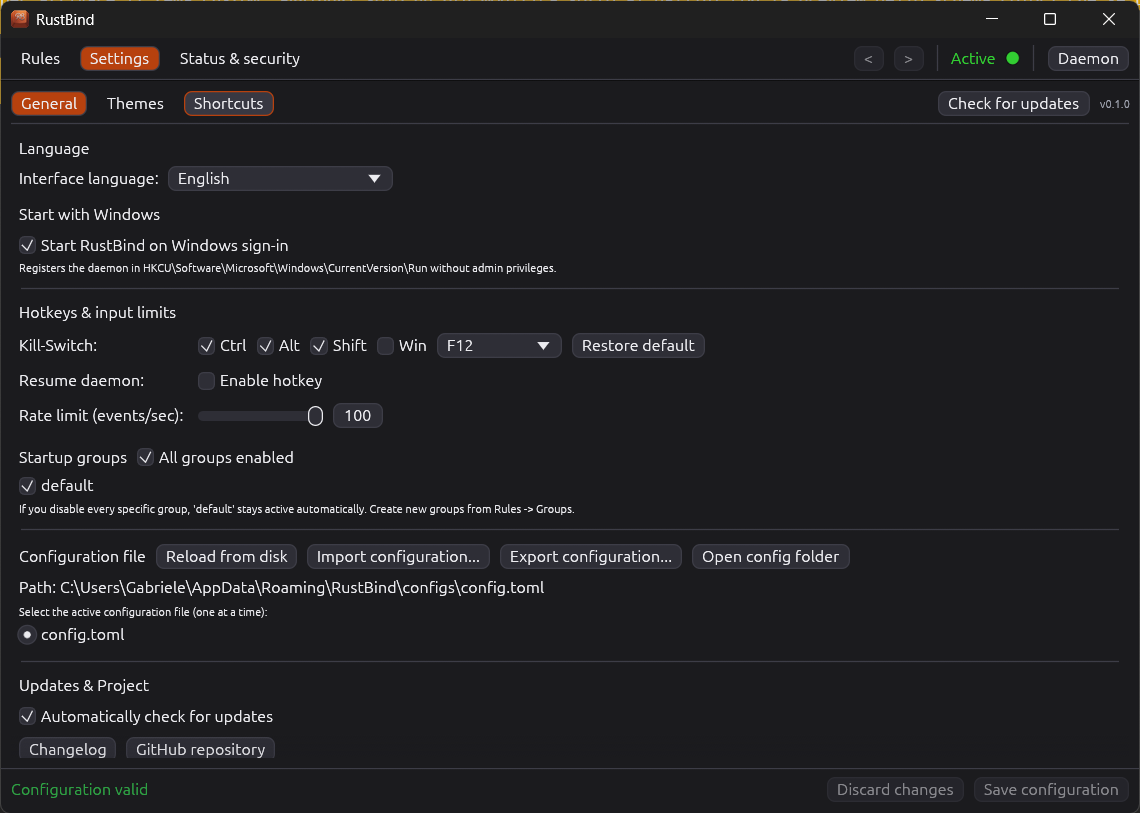 RustBind
Rules Settings Status & security < > Active Daemon
General Themes Shortcuts Check for updates v0.1.0
Language
Interface language: English
Start with Windows
Start RustBind on Windows sign-in
Registers the daemon in HKCU\Software\Microsoft\Windows\CurrentVersion\Run without admin privileges.
Hotkeys & input limits
Kill-Switch: Ctrl Alt Shift Win F12 Restore default
Resume daemon: Enable hotkey
Rate limit (events/sec): 100
Startup groups All groups enabled
default
If you disable every specific group, 'default' stays active automatically. Create new groups from Rules -> Groups.
Configuration file Reload from disk Import configuration... Export configuration... Open config folder
Path: C:\Users\Gabriele\AppData\Roaming\RustBind\configs\config.toml
Select the active configuration file (one at a time):
config.toml
Updates & Project
Automatically check for updates
Changelog GitHub repository
Configuration valid Discard changes Save configuration